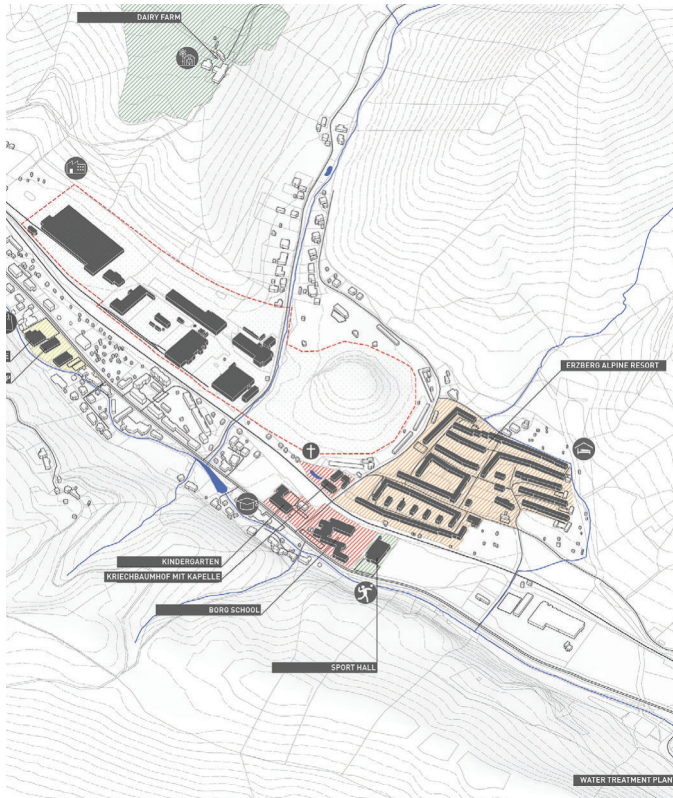 DAIRY FARM
ERZBERG ALPINE RESORT
KINDERGARTEN
KRIECHBAUMHOF MIT KAPELLE
BORG SCHOOL
SPORT HALL
WATER TREATMENT PLAN